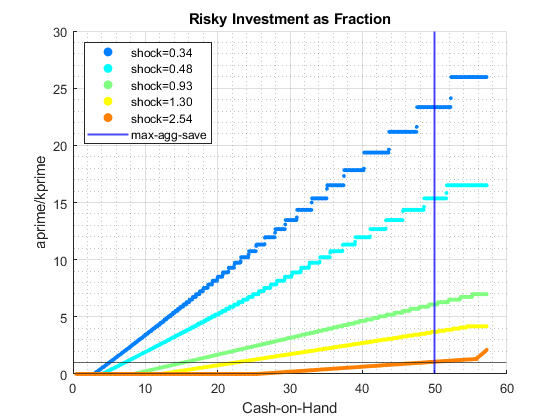 Risky Investment as Fraction
30
25
20
15
10
5
0
aprime/kprime
shock=0.34
shock=0.48
shock=0.93
shock=1.30
shock=2.54
max-agg-save
0 10 20 30 40 50 60
Cash-on-Hand